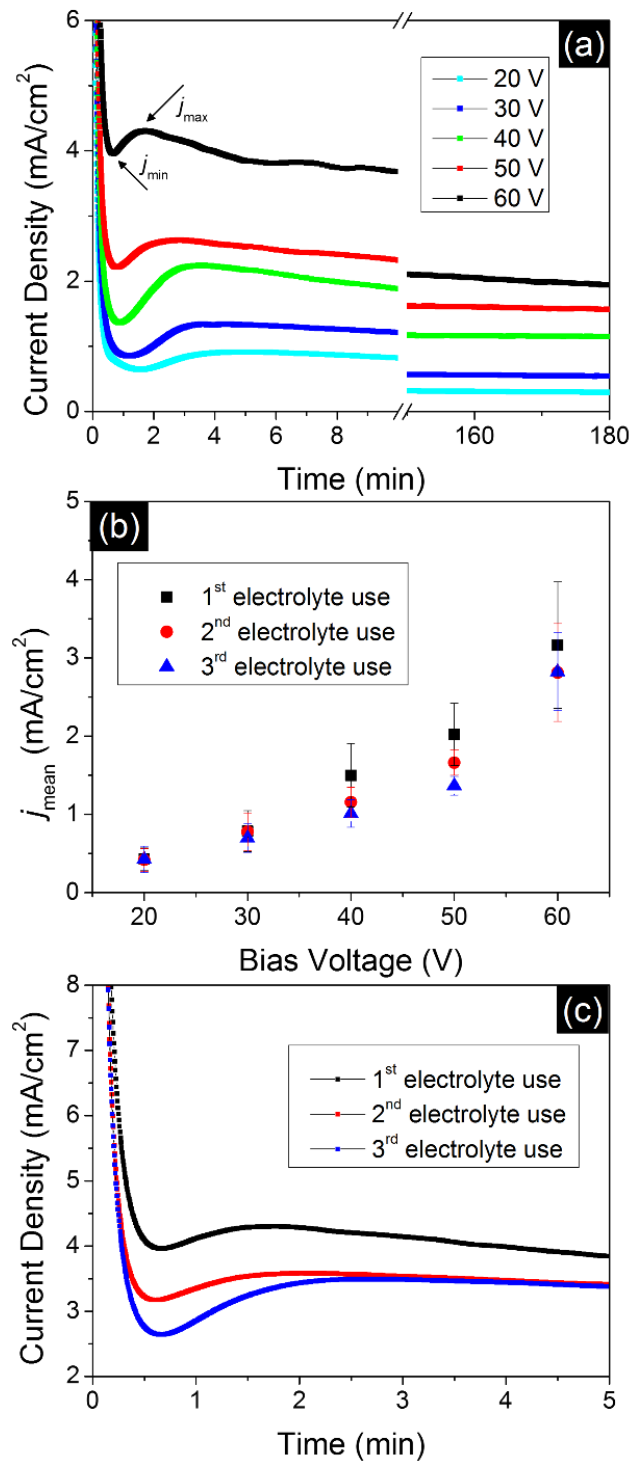 (a)
6
4
2
0
Current Density (mA/cm²)
20 V
30 V
40 V
50 V
60 V
jmax
jmin
0 2 4 6 8 160 180
Time (min)
(b)
5
4
3
2
1
0
jmean (mA/cm²)
1st electrolyte use
2nd electrolyte use
3rd electrolyte use
20 30 40 50 60
Bias Voltage (V)
(c)
8
7
6
5
4
3
2
Current Density (mA/cm²)
1st electrolyte use
2nd electrolyte use
3rd electrolyte use
0 1 2 3 4 5
Time (min)